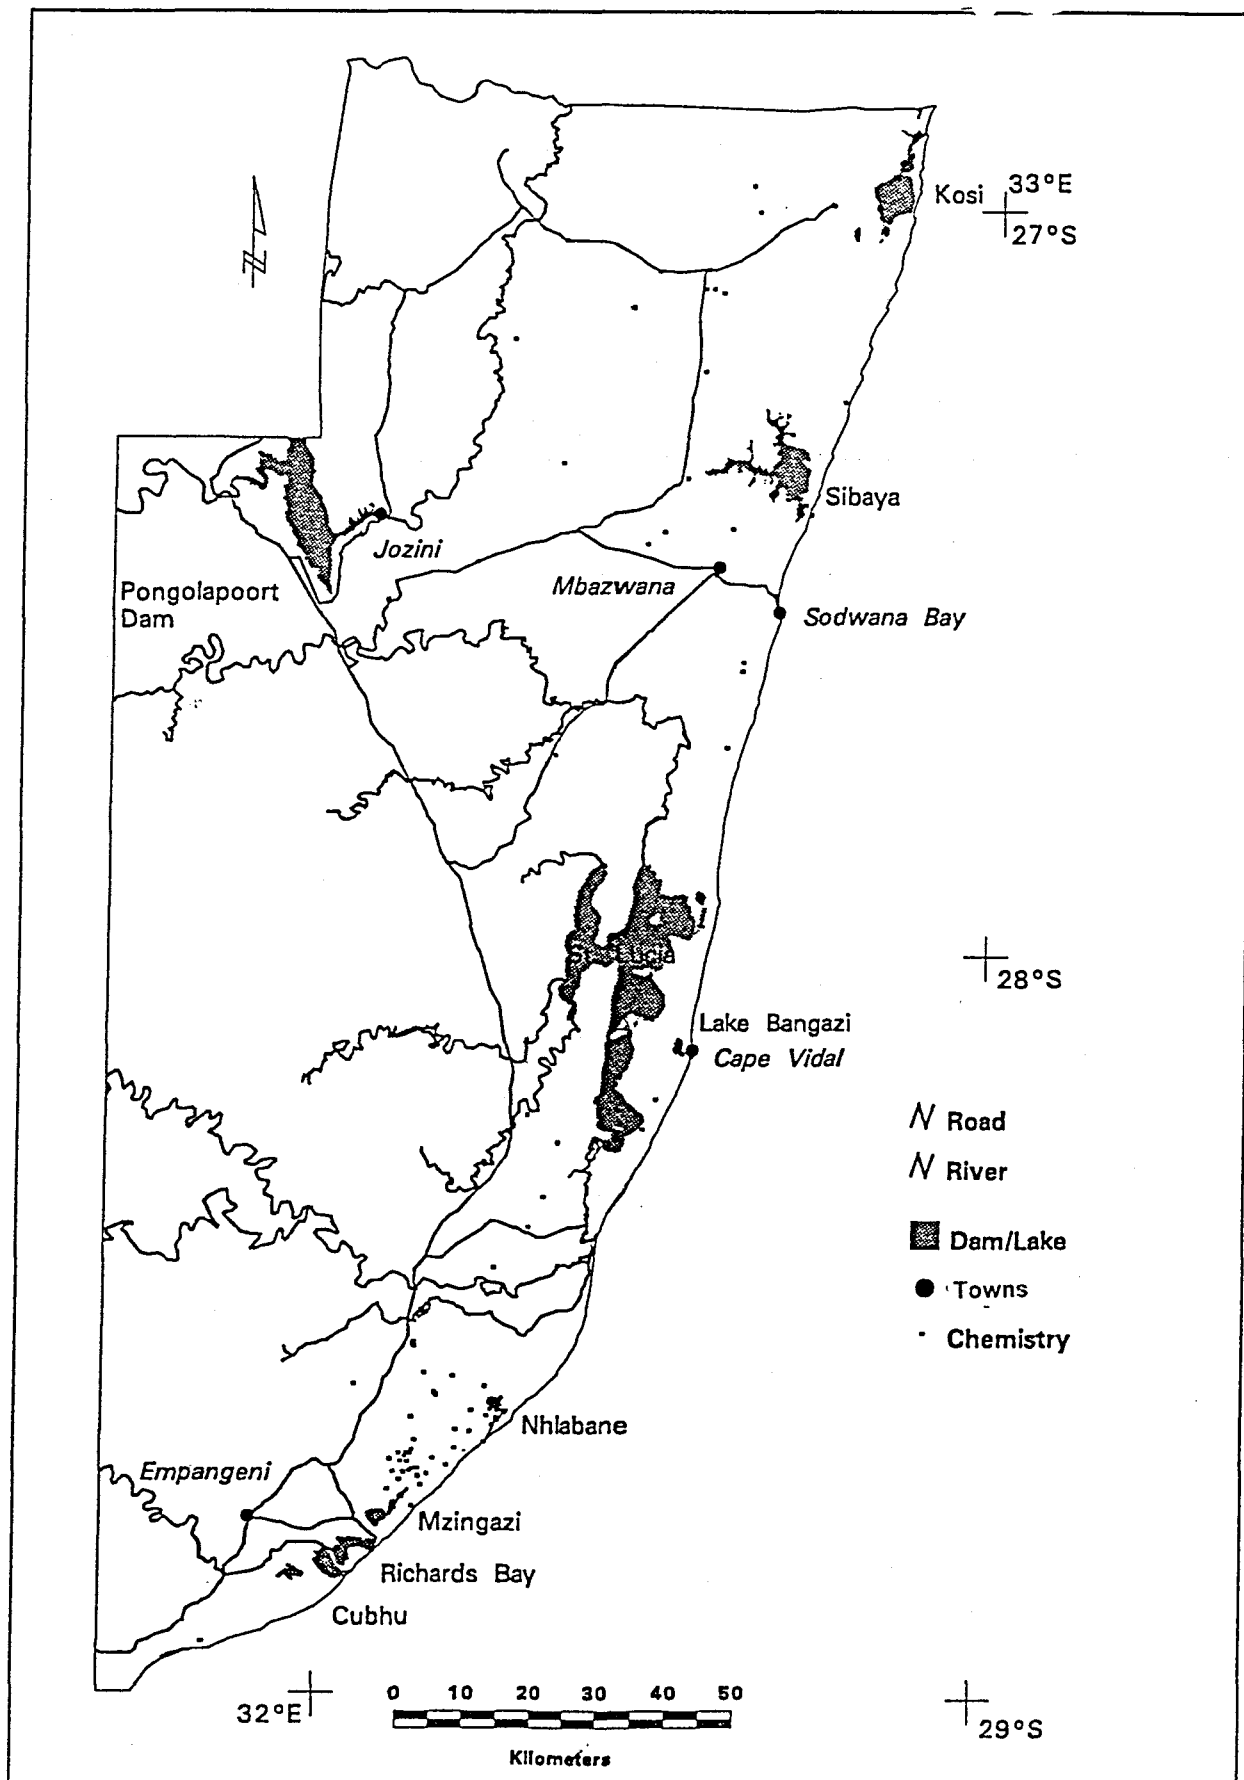 Kosi
33°E
27°S
Sibaya
Jozini
Mbazwana
Pongolapoort
Dam
Sodwana Bay
St. Lucia
28°S
Lake Bangazi
Cape Vidal
Road
River
Dam/Lake
Towns
Chemistry
Nhlabane
Empangeni
Mzingazi
Richards Bay
Cubhu
32°E
0 10 20 30 40 50
Kilometers
29°S